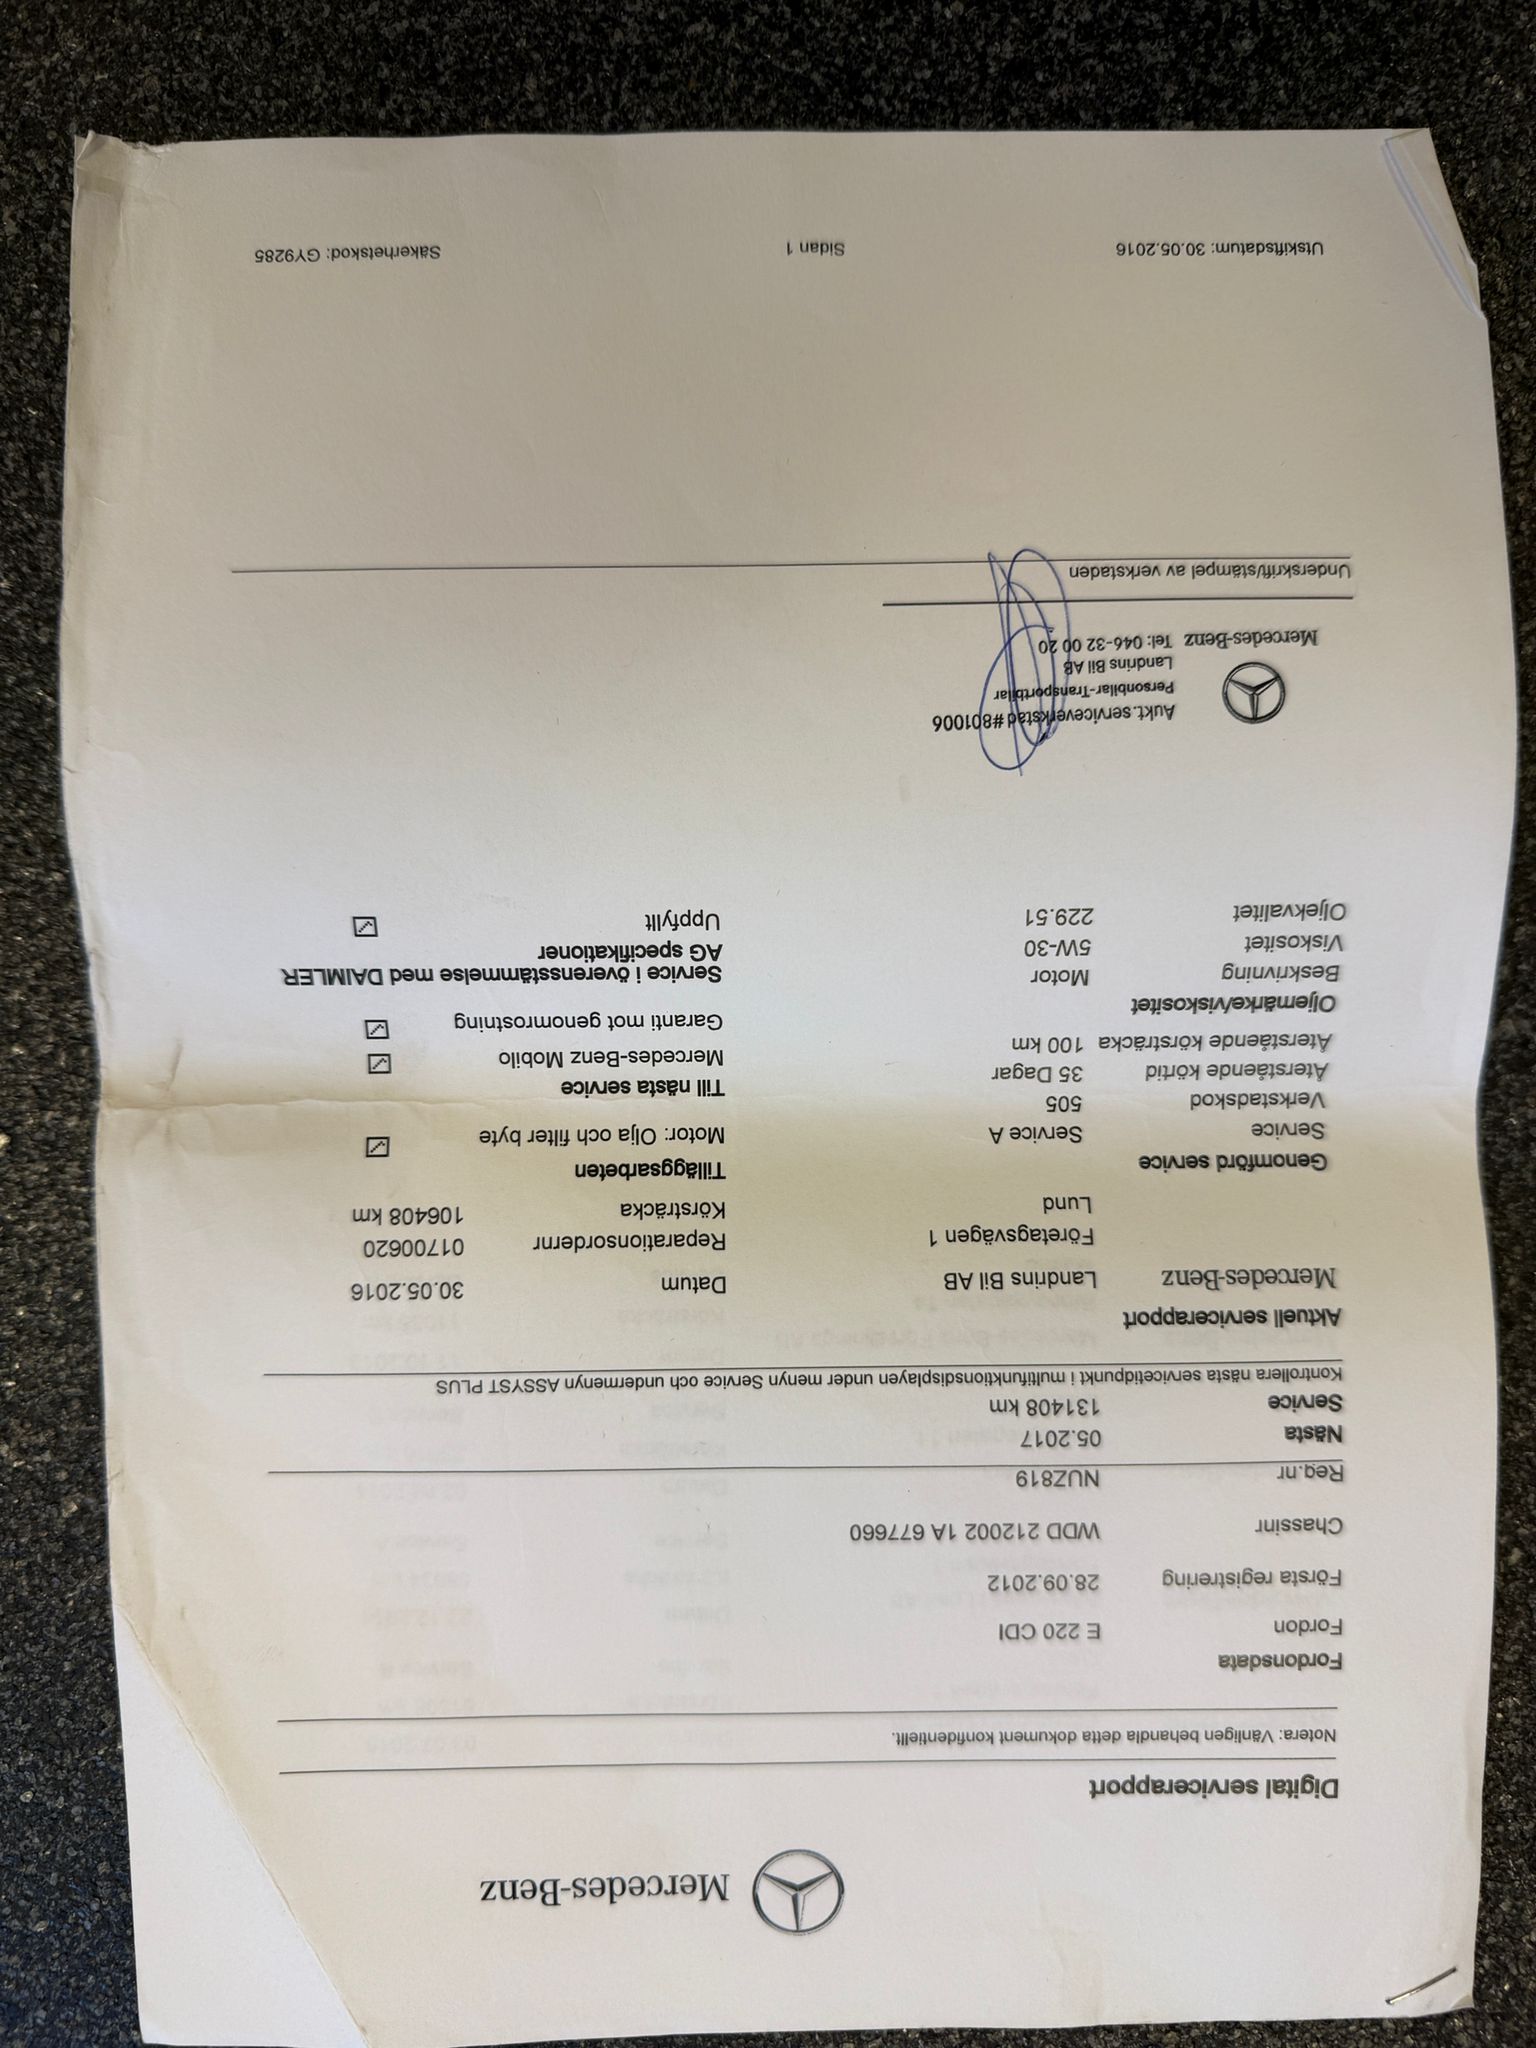 Mercedes-Benz
Digital servicerapport
Notera: Vänligen behandla detta dokument konfidentiellt.
Fordonsdata
Fordon E 220 CDI
Första registrering 28.09.2012
Chassinr WDD 212002 1A 677660
Reg.nr NUZ819
Nästa 05.2017
Service 131408 km
Kontrollera nästa servicetidpunkt i multifunktionsdisplayen under menyn Service och undermenyn ASSYST PLUS
Aktuell servicerapport
Mercedes-Benz Landrins Bil AB Datum 30.05.2016
Företagsvägen 1 Reparationsordernr 01700620
Lund Körsträcka 106408 km
Genomförd service Tilläggsarbeten
Service Service A Motor: Olja och filter byte
Verkstadskod 505
Återstående körtid 35 Dagar Till nästa service
Återstående körsträcka 100 km Mercedes-Benz Mobilo
Oljemärke/viskositet Garanti mot genomrostning
Beskrivning Motor Service i överensstämmelse med DAIMLER
Viskositet 5W-30 AG specifikationer
Oljekvalitet 229.51 Uppfyllt
Aukt.serviceverkstad #801006
Personbilar-Transportbilar
Landrins Bil AB
Mercedes-Benz Tel: 046-32 00 20
Underskrift/stämpel av verkstaden
Utskiftsdatum: 30.05.2016 Sidan 1 Säkerhetskod: GY9285